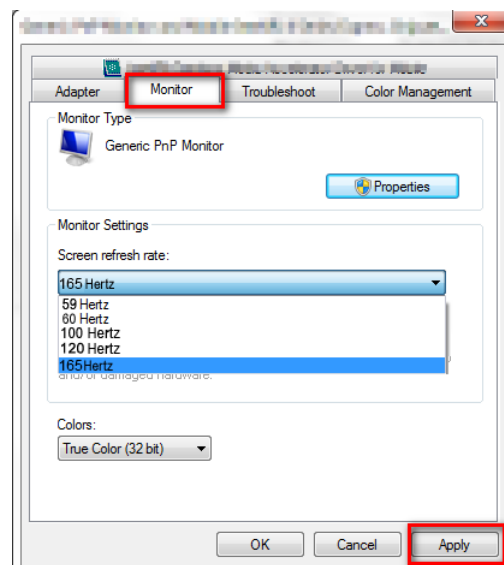 Adapter
Monitor
Troubleshoot
Color Management
Monitor Type
Generic PnP Monitor
Properties
Monitor Settings
Screen refresh rate:
165 Hertz
59 Hertz
60 Hertz
100 Hertz
120 Hertz
165Hertz
and/or damaged hardware.
Colors:
True Color (32 bit)
OK
Cancel
Apply